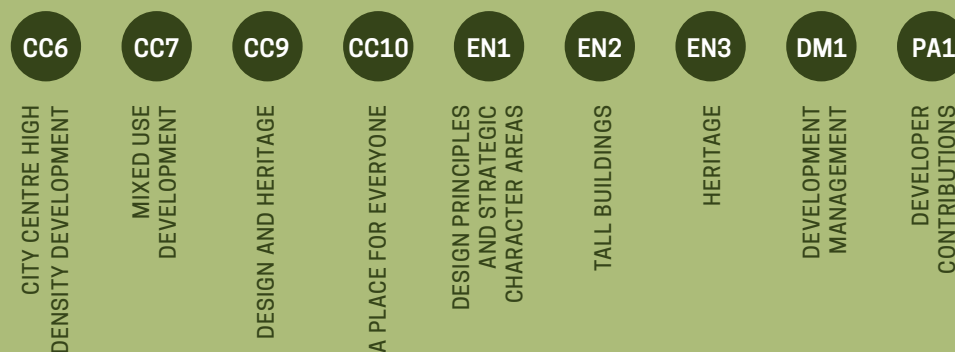 CC6
CC7
CC9
CC10
EN1
EN2
EN3
DM1
PA1
CITY CENTRE HIGH
DENSITY DEVELOPMENT
MIXED USE
DEVELOPMENT
DESIGN AND HERITAGE
A PLACE FOR EVERYONE
DESIGN PRINCIPLES
AND STRATEGIC
CHARACTER AREAS
TALL BUILDINGS
HERITAGE
DEVELOPMENT
MANAGEMENT
DEVELOPER
CONTRIBUTIONS